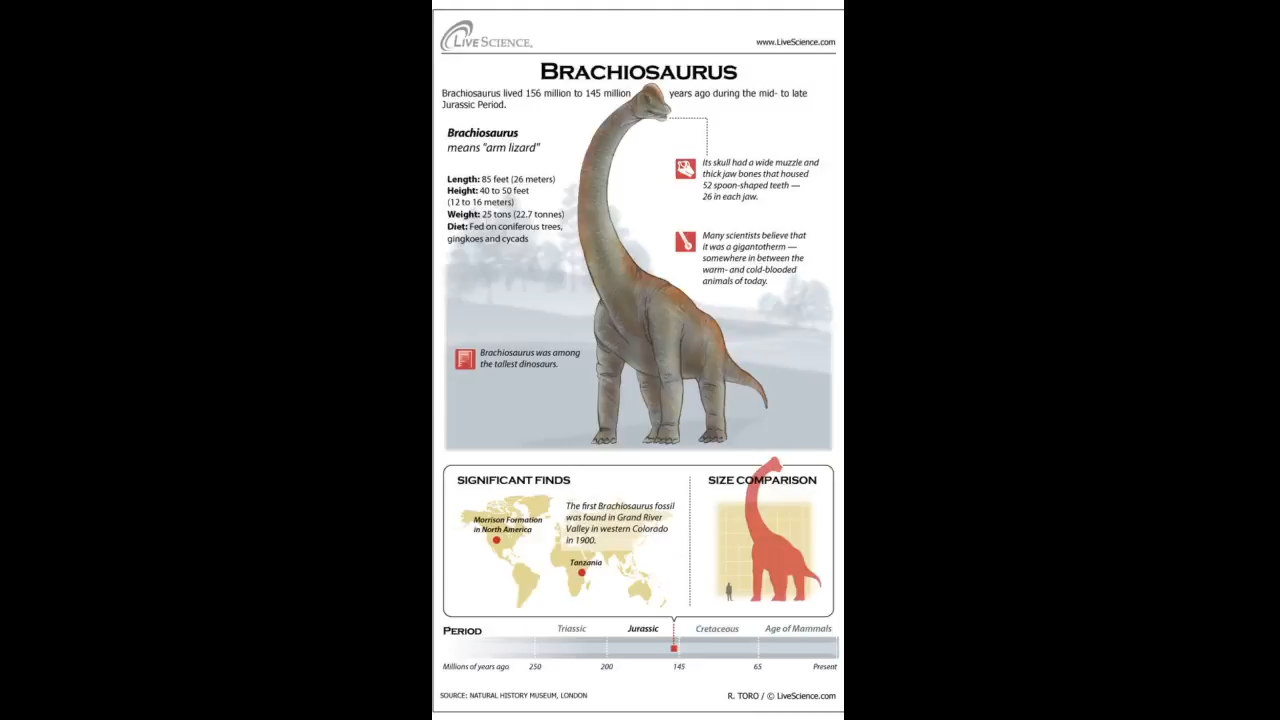 LiveScience.
www.LiveScience.com
Brachiosaurus
Brachiosaurus lived 156 million to 145 million years ago during the mid- to late
Jurassic Period.
Brachiosaurus
means "arm lizard"
Length: 85 feet (26 meters)
Height: 40 to 50 feet
(12 to 16 meters)
Weight: 25 tons (22.7 tonnes)
Diet: Fed on coniferous trees,
gingkoes and cycads
Its skull had a wide muzzle and
thick jaw bones that housed
52 spoon-shaped teeth —
26 in each jaw.
Many scientists believe that
it was a gigantotherm —
somewhere in between the
warm- and cold-blooded
animals of today.
Brachiosaurus was among
the tallest dinosaurs.
SIGNIFICANT FINDS
Morrison Formation
in North America
The first Brachiosaurus fossil
was found in Grand River
Valley in western Colorado
in 1900.
Tanzania
SIZE COMPARISON
PERIOD
Triassic
Jurassic
Cretaceous
Age of Mammals
Millions of years ago
250
200
145
65
Present
SOURCE: NATURAL HISTORY MUSEUM, LONDON
R. TORO / © LiveScience.com